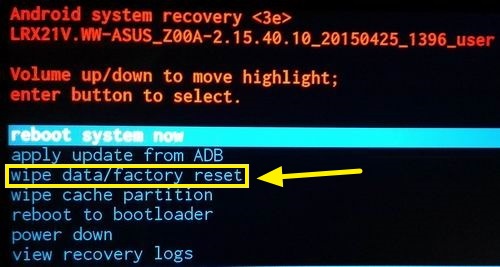 Android system recovery <3e>
LRX21V.WW-ASUS_Z00A-2.15.40.10_20150425_1396_user
Volume up/down to move highlight;
enter button to select.
reboot system now
apply update from ADB
wipe data/factory reset
wipe cache partition
reboot to bootloader
power down
view recovery logs